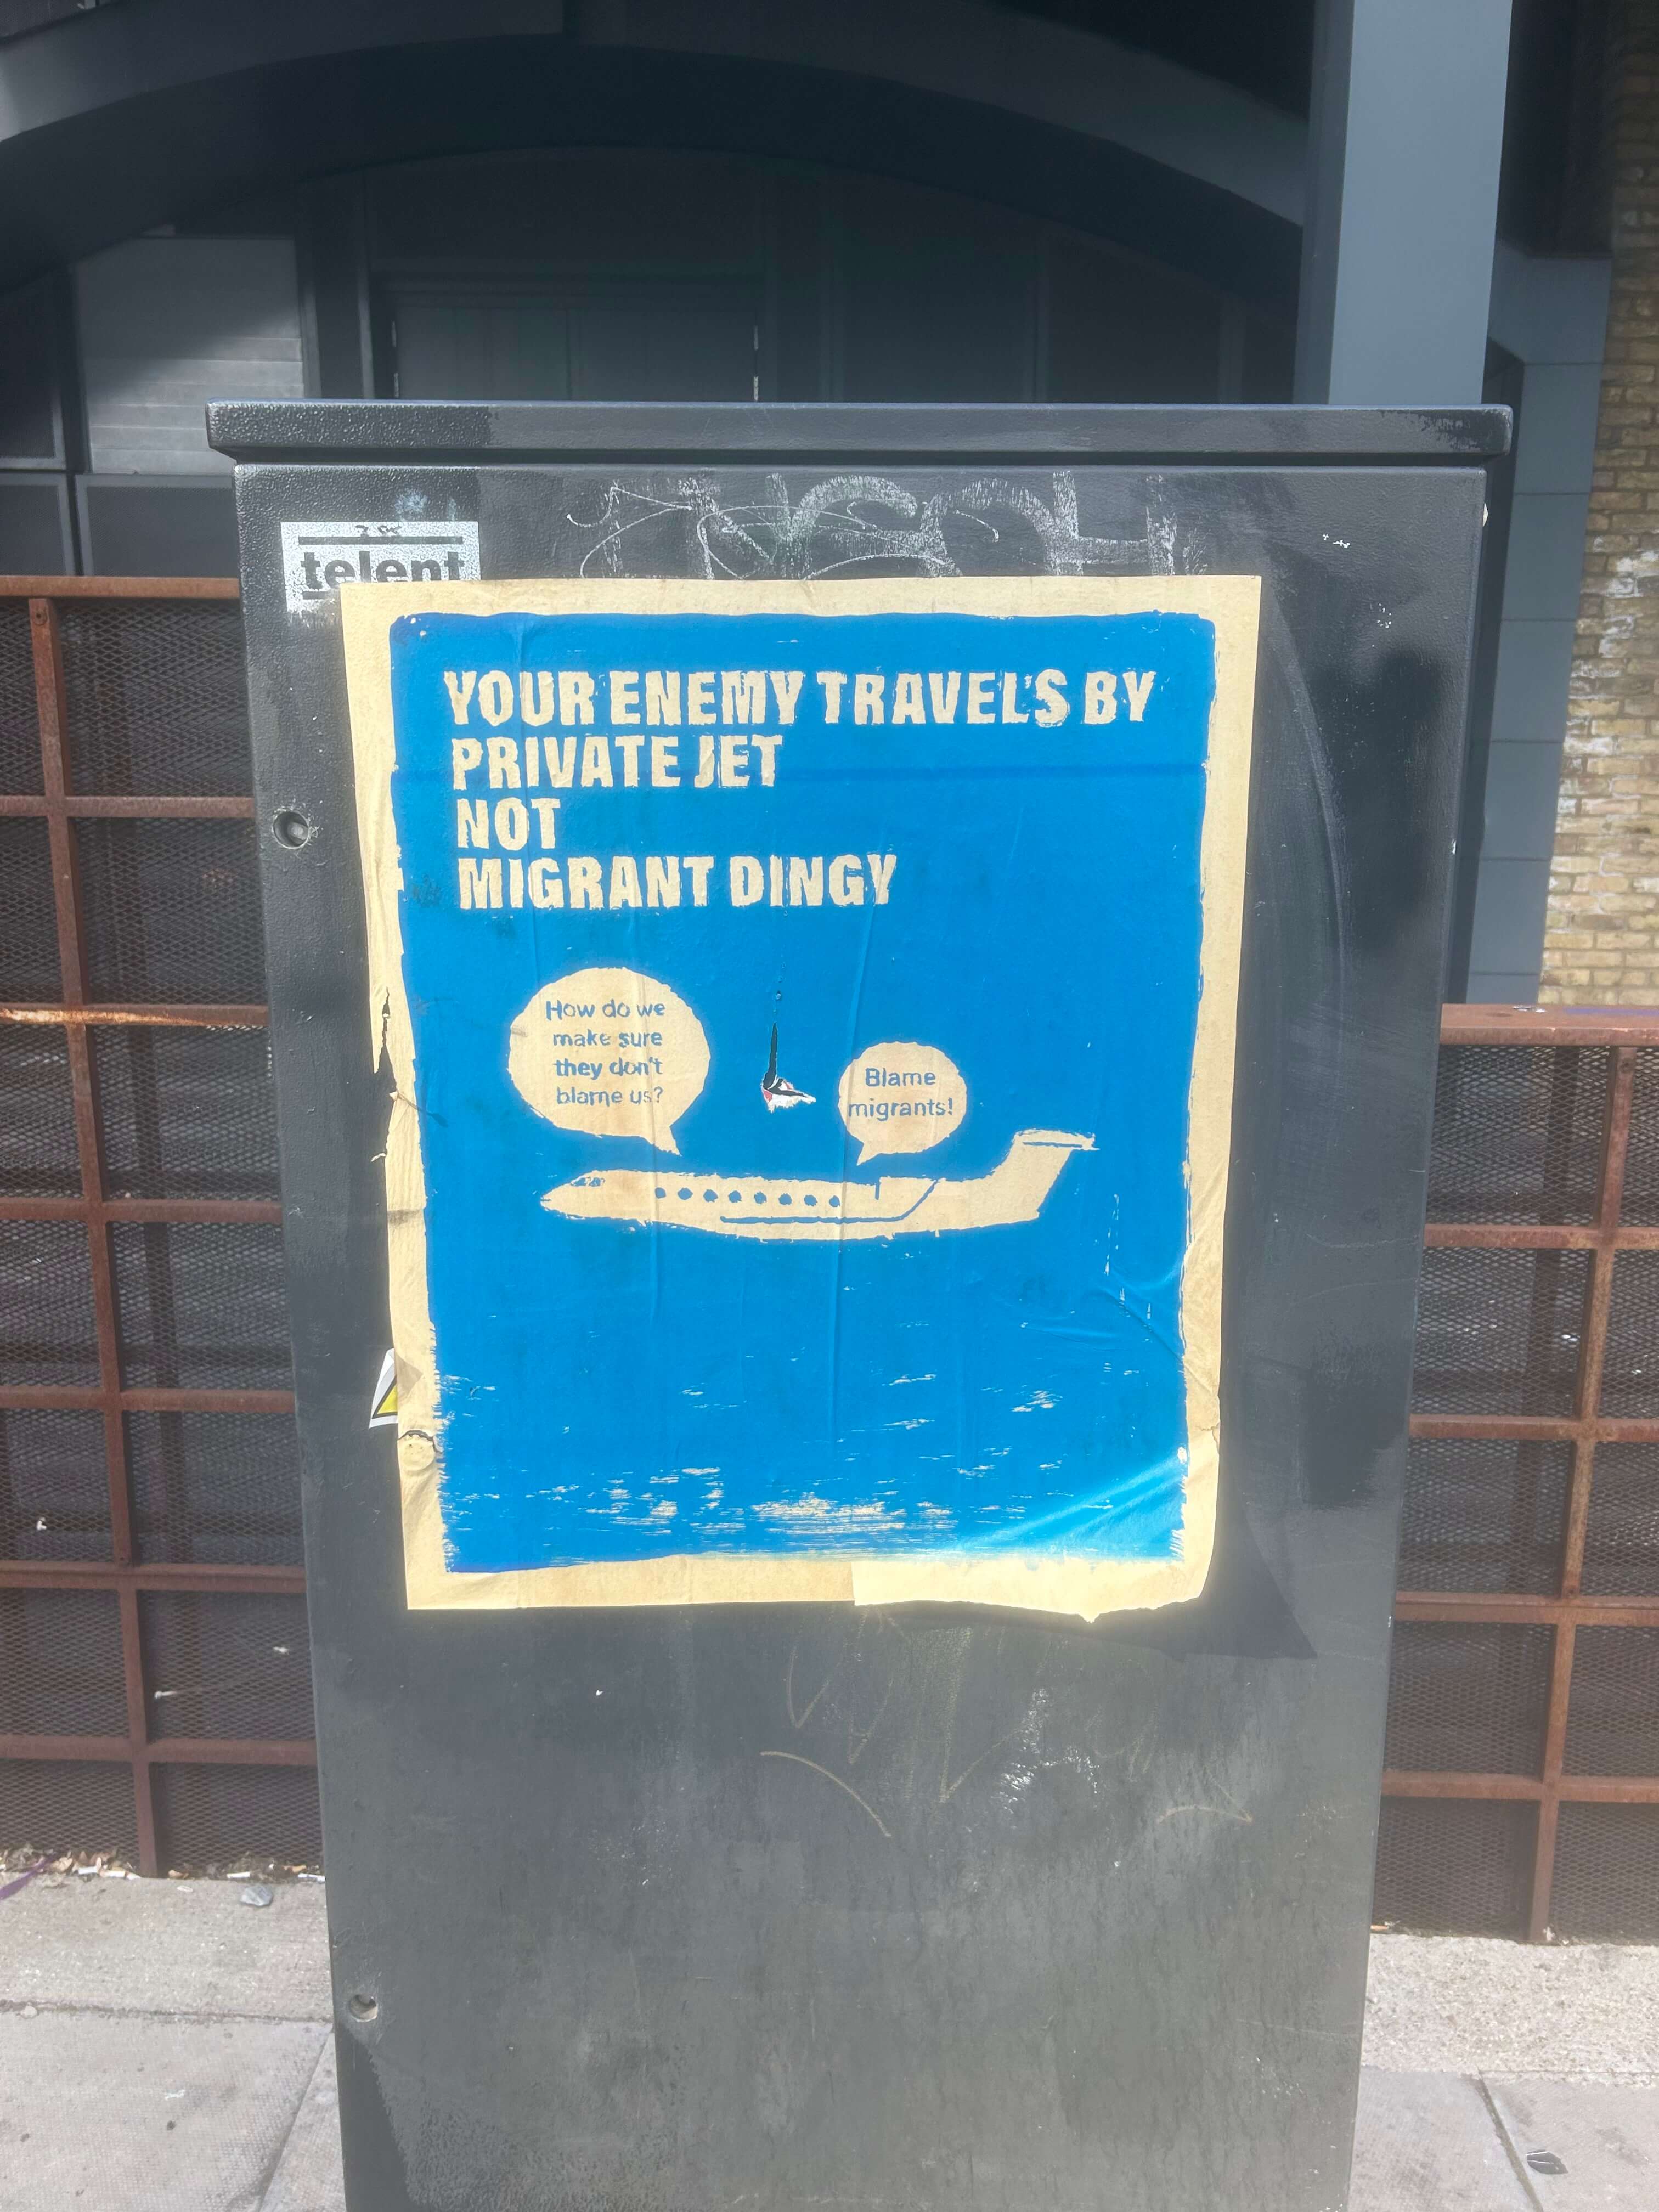 telent
YOUR ENEMY TRAVEL'S BY
PRIVATE JET
NOT
MIGRANT DINGY
How do we
make sure
they don't
blame us?
Blame
migrants!